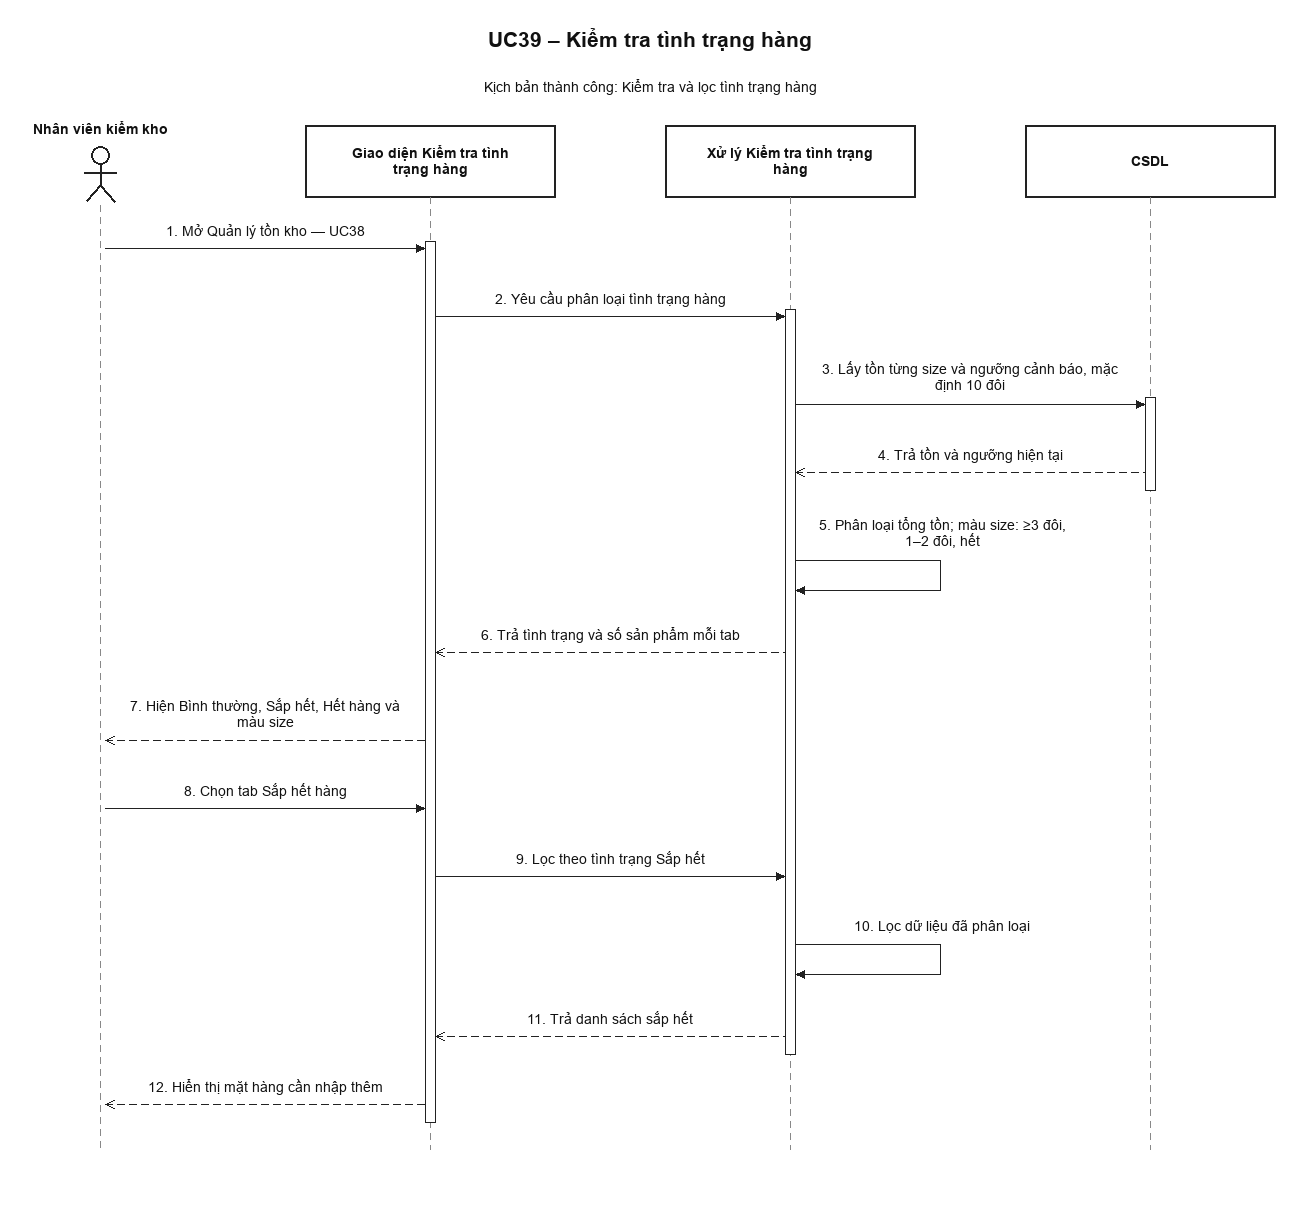 UC39 – Kiểm tra tình trạng hàng
Kịch bản thành công: Kiểm tra và lọc tình trạng hàng
Nhân viên kiểm kho
Giao diện Kiểm tra tình
trạng hàng
Xử lý Kiểm tra tình trạng
hàng
CSDL
1. Mở Quản lý tồn kho — UC38
2. Yêu cầu phân loại tình trạng hàng
3. Lấy tồn từng size và ngưỡng cảnh báo, mặc
định 10 đôi
4. Trả tồn và ngưỡng hiện tại
5. Phân loại tổng tồn; màu size: ≥3 đôi,
1–2 đôi, hết
6. Trả tình trạng và số sản phẩm mỗi tab
7. Hiện Bình thường, Sắp hết, Hết hàng và
màu size
8. Chọn tab Sắp hết hàng
9. Lọc theo tình trạng Sắp hết
10. Lọc dữ liệu đã phân loại
11. Trả danh sách sắp hết
12. Hiển thị mặt hàng cần nhập thêm